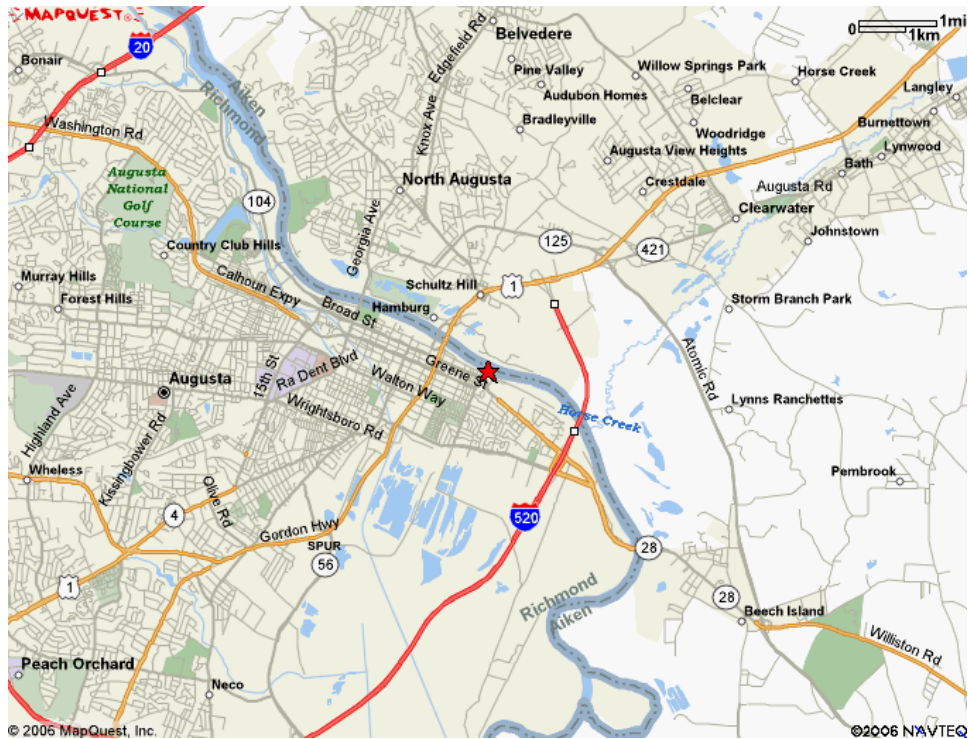 MAPQUEST
20
Bonair
Washington Rd
Augusta
National
Golf
Course
Aiken
Richmond
104
Country Club Hills
Murray Hills
Forest Hills
Calhoun Expy
Broad St
Georgia Ave
Knox Ave
Edgefield Rd
Belvedere
Pine Valley
Audubon Homes
Bradleyville
Willow Springs Park
Belclear
Woodridge
Augusta View Heights
Crestdale
Horse Creek
Langley
Burnettown
Lynwood
Bath
Augusta Rd
Clearwater
Johnstown
0
1mi
1km
North Augusta
125
421
1
Schultz Hill
Hamburg
Storm Branch Park
Atomic Rd
Lynns Ranchettes
Pembrook
Horse Creek
Greene St
Walton Way
Ra Dent Blvd
15th St
Wrightsboro Rd
Augusta
Highland Ave
Kissingbower Rd
Olive Rd
Wheless
4
Gordon Hwy
SPUR
56
520
1
28
28
Richmond
Aiken
Beech Island
Williston Rd
Peach Orchard
Neco
© 2006 MapQuest, Inc.
©2006 NAVTEQ